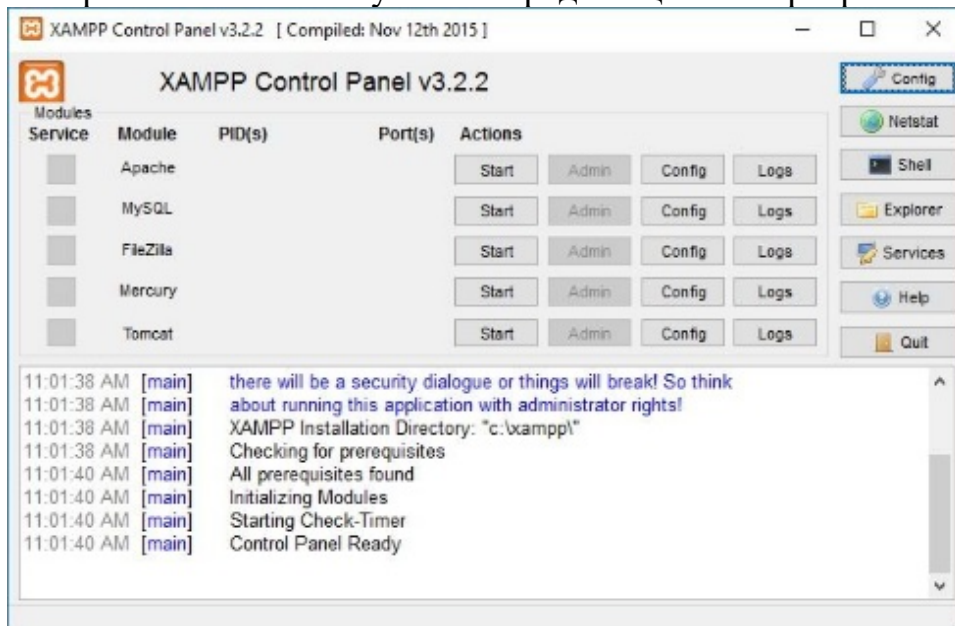 XAMPP Control Panel v3.2.2 [ Compiled: Nov 12th 2015 ]
XAMPP Control Panel v3.2.2
Config
Modules
Service Module PID(s) Port(s) Actions
Netstat
Apache Start Admin Config Logs
Shell
MySQL Start Admin Config Logs
Explorer
FileZilla Start Admin Config Logs
Services
Mercury Start Admin Config Logs
Help
Tomcat Start Admin Config Logs
Quit
11:01:38 AM [main] there will be a security dialogue or things will break! So think
11:01:38 AM [main] about running this application with administrator rights!
11:01:38 AM [main] XAMPP Installation Directory: "c:\xampp\"
11:01:38 AM [main] Checking for prerequisites
11:01:40 AM [main] All prerequisites found
11:01:40 AM [main] Initializing Modules
11:01:40 AM [main] Starting Check-Timer
11:01:40 AM [main] Control Panel Ready